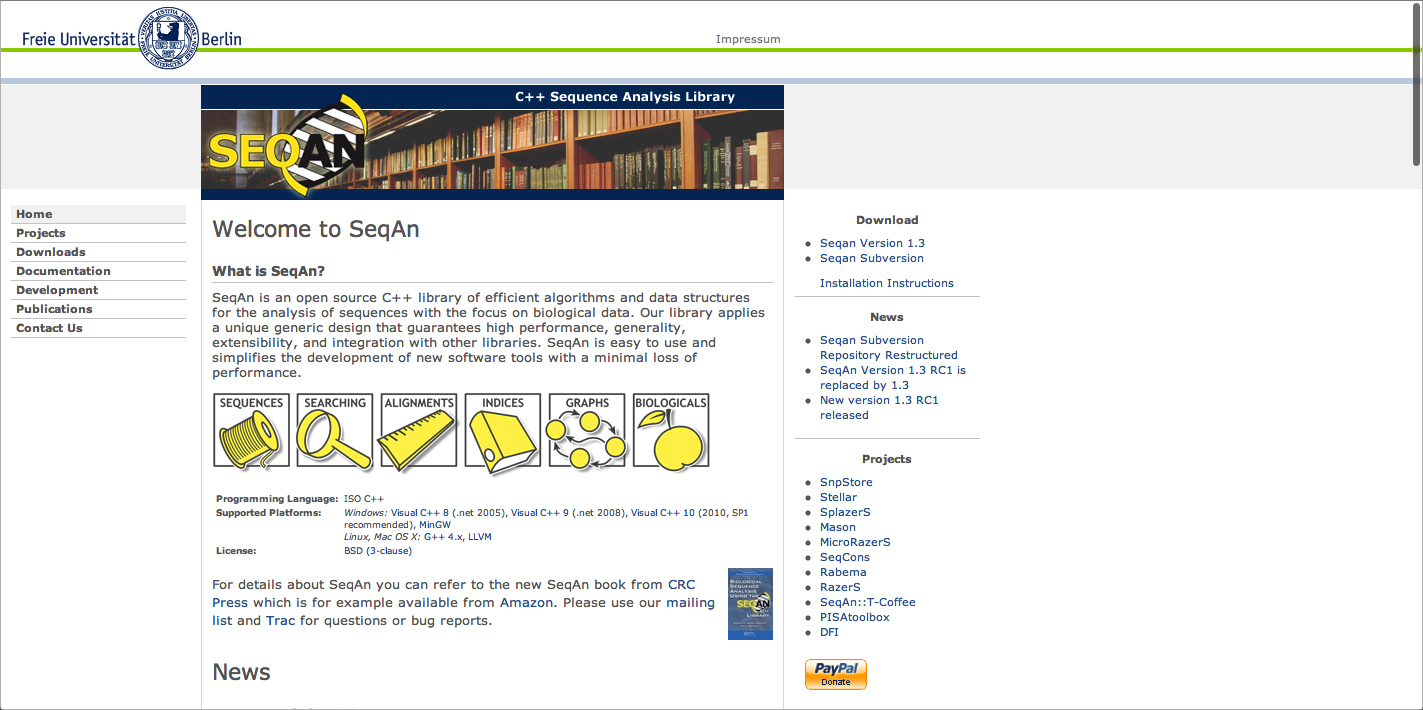 Freie Universität Berlin
Impressum
C++ Sequence Analysis Library
SEQAN
Home
Projects
Downloads
Documentation
Development
Publications
Contact Us
Welcome to SeqAn
What is SeqAn?
SeqAn is an open source C++ library of efficient algorithms and data structures
for the analysis of sequences with the focus on biological data. Our library applies
a unique generic design that guarantees high performance, generality,
extensibility, and integration with other libraries. SeqAn is easy to use and
simplifies the development of new software tools with a minimal loss of
performance.
SEQUENCES SEARCHING ALIGNMENTS INDICES GRAPHS BIOLOGICALS
Programming Language: ISO C++
Supported Platforms: Windows: Visual C++ 8 (.net 2005), Visual C++ 9 (.net 2008), Visual C++ 10 (2010, SP1
recommended), MinGW
Linux, Mac OS X: G++ 4.x, LLVM
License: BSD (3-clause)
For details about SeqAn you can refer to the new SeqAn book from CRC
Press which is for example available from Amazon. Please use our mailing
list and Trac for questions or bug reports.
BIOLOGICAL
SEQUENCE
ANALYSIS
USING THE
SEQAN
C++
LIBRARY
News
Download
Seqan Version 1.3
Seqan Subversion
Installation Instructions
News
Seqan Subversion
Repository Restructured
SeqAn Version 1.3 RC1 is
replaced by 1.3
New version 1.3 RC1
released
Projects
SnpStore
Stellar
SplazerS
Mason
MicroRazerS
SeqCons
Rabema
RazerS
SeqAn::T-Coffee
PISAtoolbox
DFI
PayPal
Donate